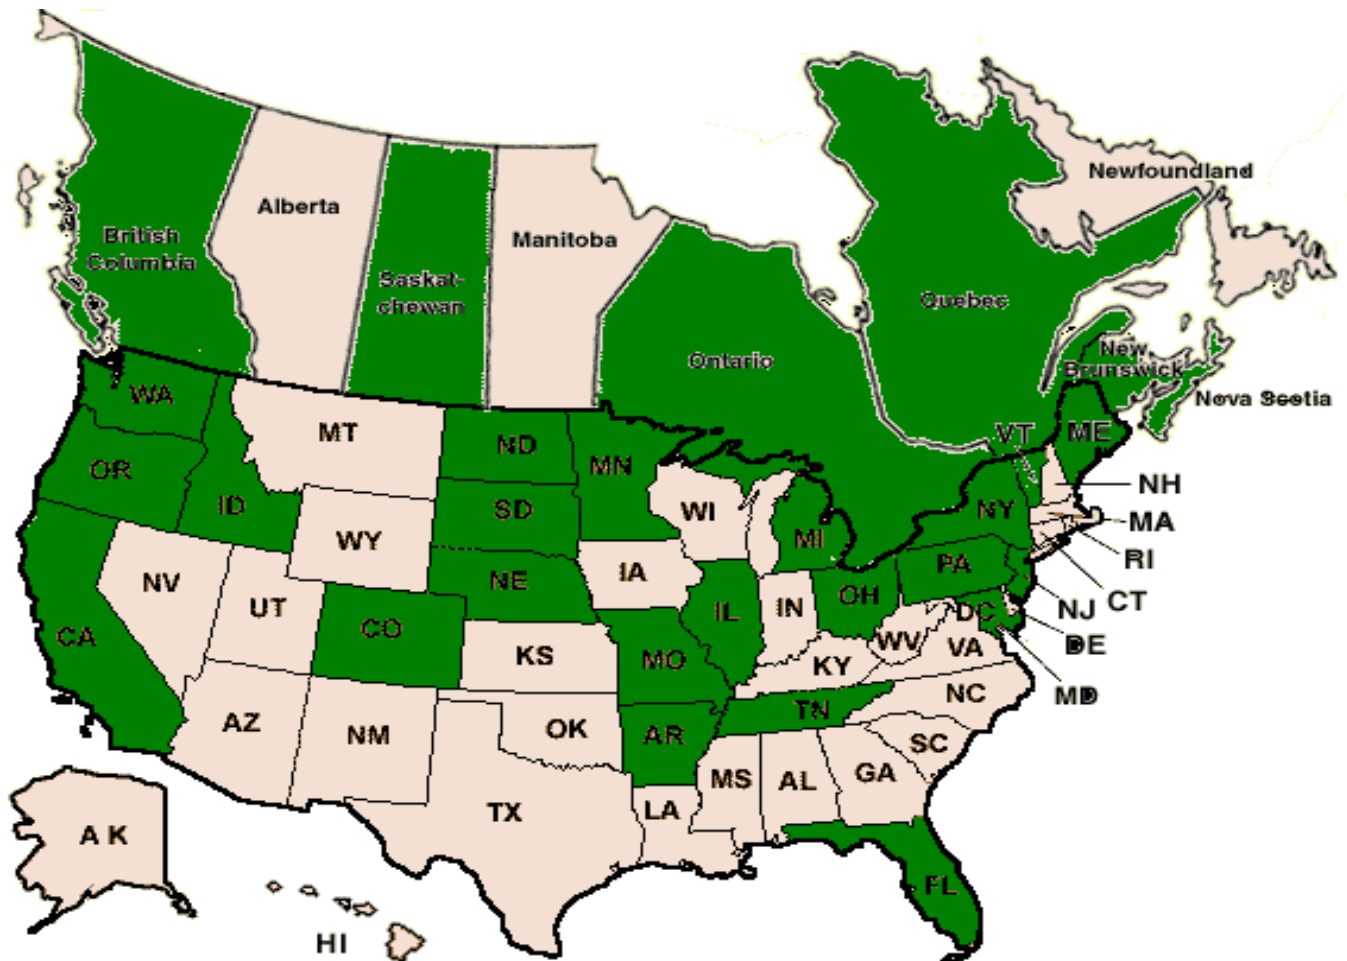 Newfoundland
Alberta
British
Columbia
Manitoba
Saskat-
chewan
Quebec
Ontario
New
Brunswick
Nova Scotia
WA
MT
ND
MN
VT
ME
OR
ID
SD
WI
NY
NH
MA
WY
MI
RI
NV
UT
NE
IA
PA
CT
NJ
CA
CO
IL
IN
OH
DC
DE
KS
MO
KY
WV
VA
MD
AZ
NM
OK
AR
TN
NC
SC
MS
AL
GA
TX
LA
AK
FL
HI